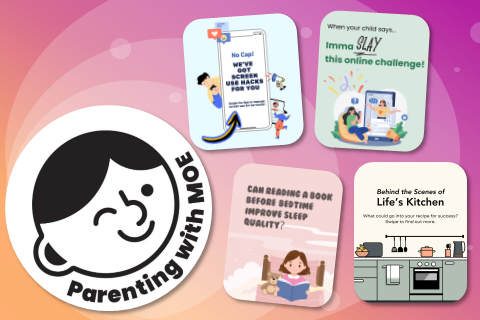 Parenting with MOE
No Cap!
WE'VE
GOT
SCREEN
USE HACKS
FOR YOU
When your child says...
Imma SLAY
this online challenge!
CAN READING A BOOK
BEFORE BEDTIME
IMPROVE SLEEP
QUALITY?
Behind the Scenes of
Life's Kitchen
What could go into your recipe for success?
Swipe to find out more.